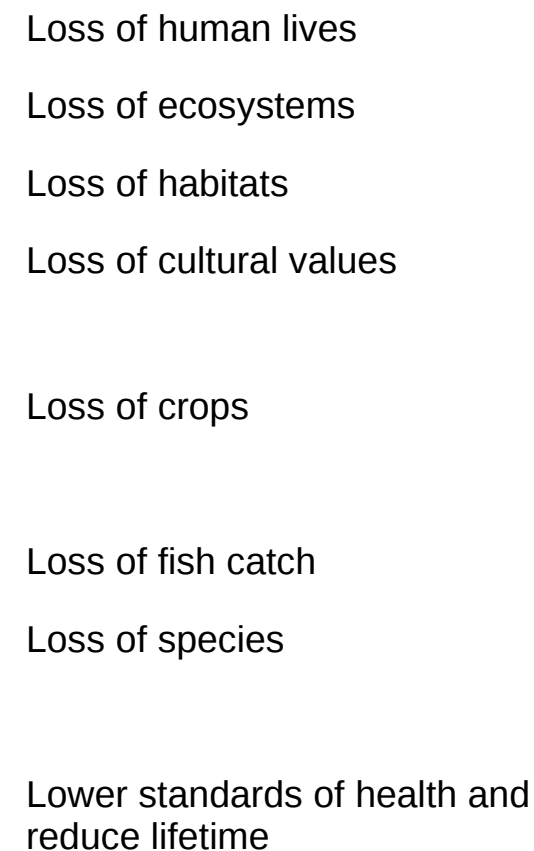 Loss of human lives
Loss of ecosystems
Loss of habitats
Loss of cultural values
Loss of crops
Loss of fish catch
Loss of species
Lower standards of health and
reduce lifetime